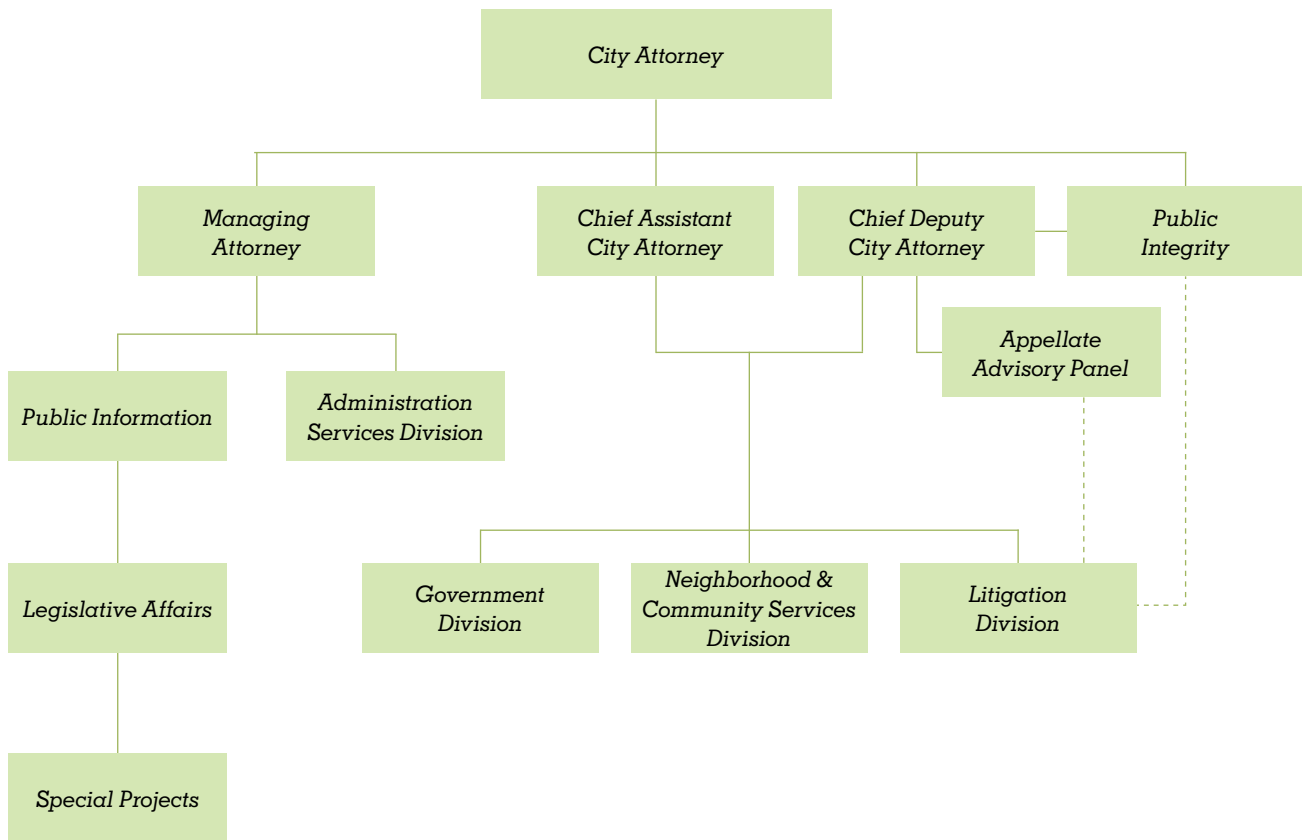 City Attorney
Managing
Attorney
Chief Assistant
City Attorney
Chief Deputy
City Attorney
Public
Integrity
Appellate
Advisory Panel
Public Information
Administration
Services Division
Legislative Affairs
Government
Division
Neighborhood &
Community Services
Division
Litigation
Division
Special Projects